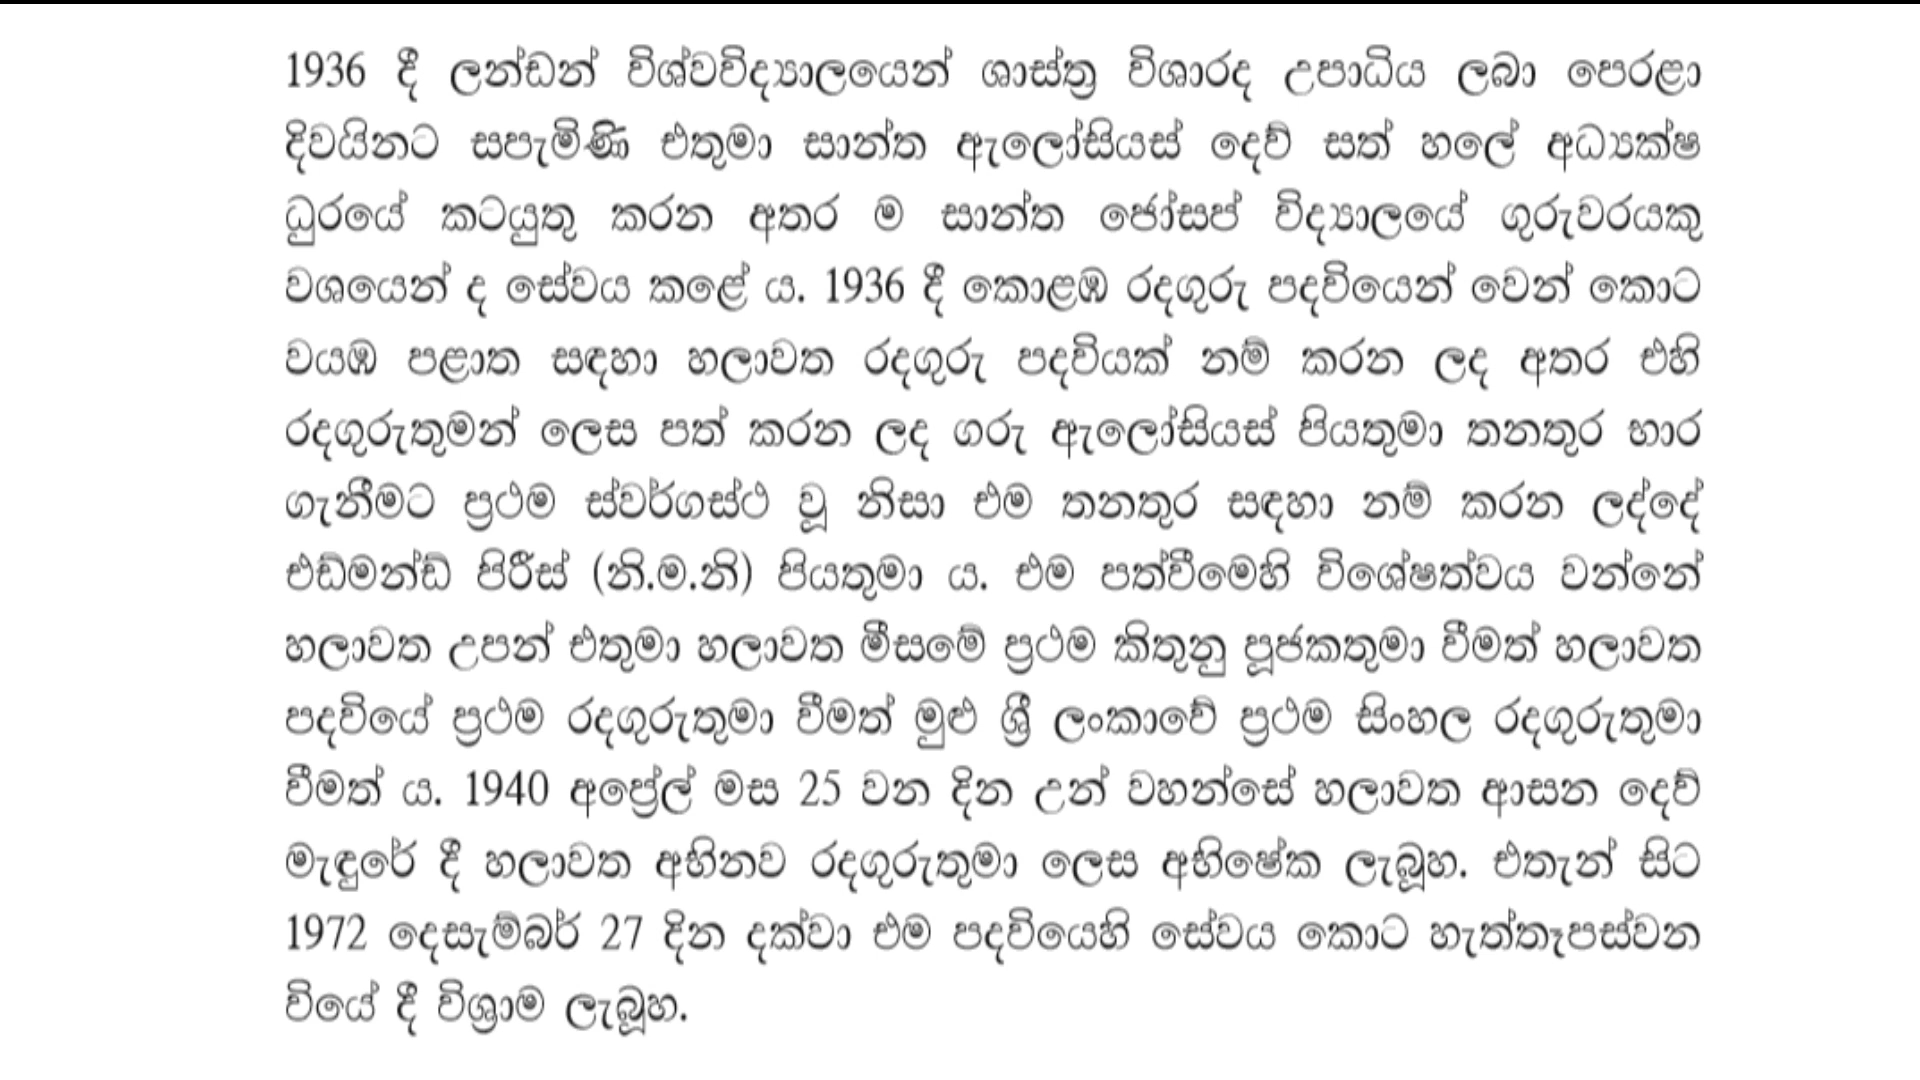 1936 දී ලන්ඩන් විශ්වවිද්‍යාලයෙන් ශාස්ත්‍ර විශාරද උපාධිය ලබා පෙරළා
දිවයිනට සපැමිණි එතුමා සාන්ත ඇලෝසියස් දෙව් සත් හලේ අධ්‍යක්ෂ
ධුරයේ කටයුතු කරන අතර ම සාන්ත ජෝසප් විද්‍යාලයේ ගුරුවරයකු
වශයෙන් ද සේවය කළේ ය. 1936 දී කොළඹ රදගුරු පදවියෙන් වෙන් කොට
වයඹ පළාත සඳහා හලාවත රදගුරු පදවියක් නම් කරන ලද අතර එහි
රදගුරුතුමන් ලෙස පත් කරන ලද ගරු ඇලෝසියස් පියතුමා තනතුර භාර
ගැනීමට ප්‍රථම ස්වර්ගස්ථ වූ නිසා එම තනතුර සඳහා නම් කරන ලද්දේ
එඩ්මන්ඩ් පිරීස් (නි.ම.නි) පියතුමා ය. එම පත්වීමෙහි විශේෂත්වය වන්නේ
හලාවත උපන් එතුමා හලාවත මීසමේ ප්‍රථම කිතුනු පූජකතුමා වීමත් හලාවත
පදවියේ ප්‍රථම රදගුරුතුමා වීමත් මුළු ශ්‍රී ලංකාවේ ප්‍රථම සිංහල රදගුරුතුමා
වීමත් ය. 1940 අප්‍රේල් මස 25 වන දින උන් වහන්සේ හලාවත ආසන දෙව්
මැඳුරේ දී හලාවත අභිනව රදගුරුතුමා ලෙස අභිෂේක ලැබූහ. එතැන් සිට
1972 දෙසැම්බර් 27 දින දක්වා එම පදවියෙහි සේවය කොට හැත්තෑපස්වන
වියේ දී විශ්‍රාම ලැබූහ.